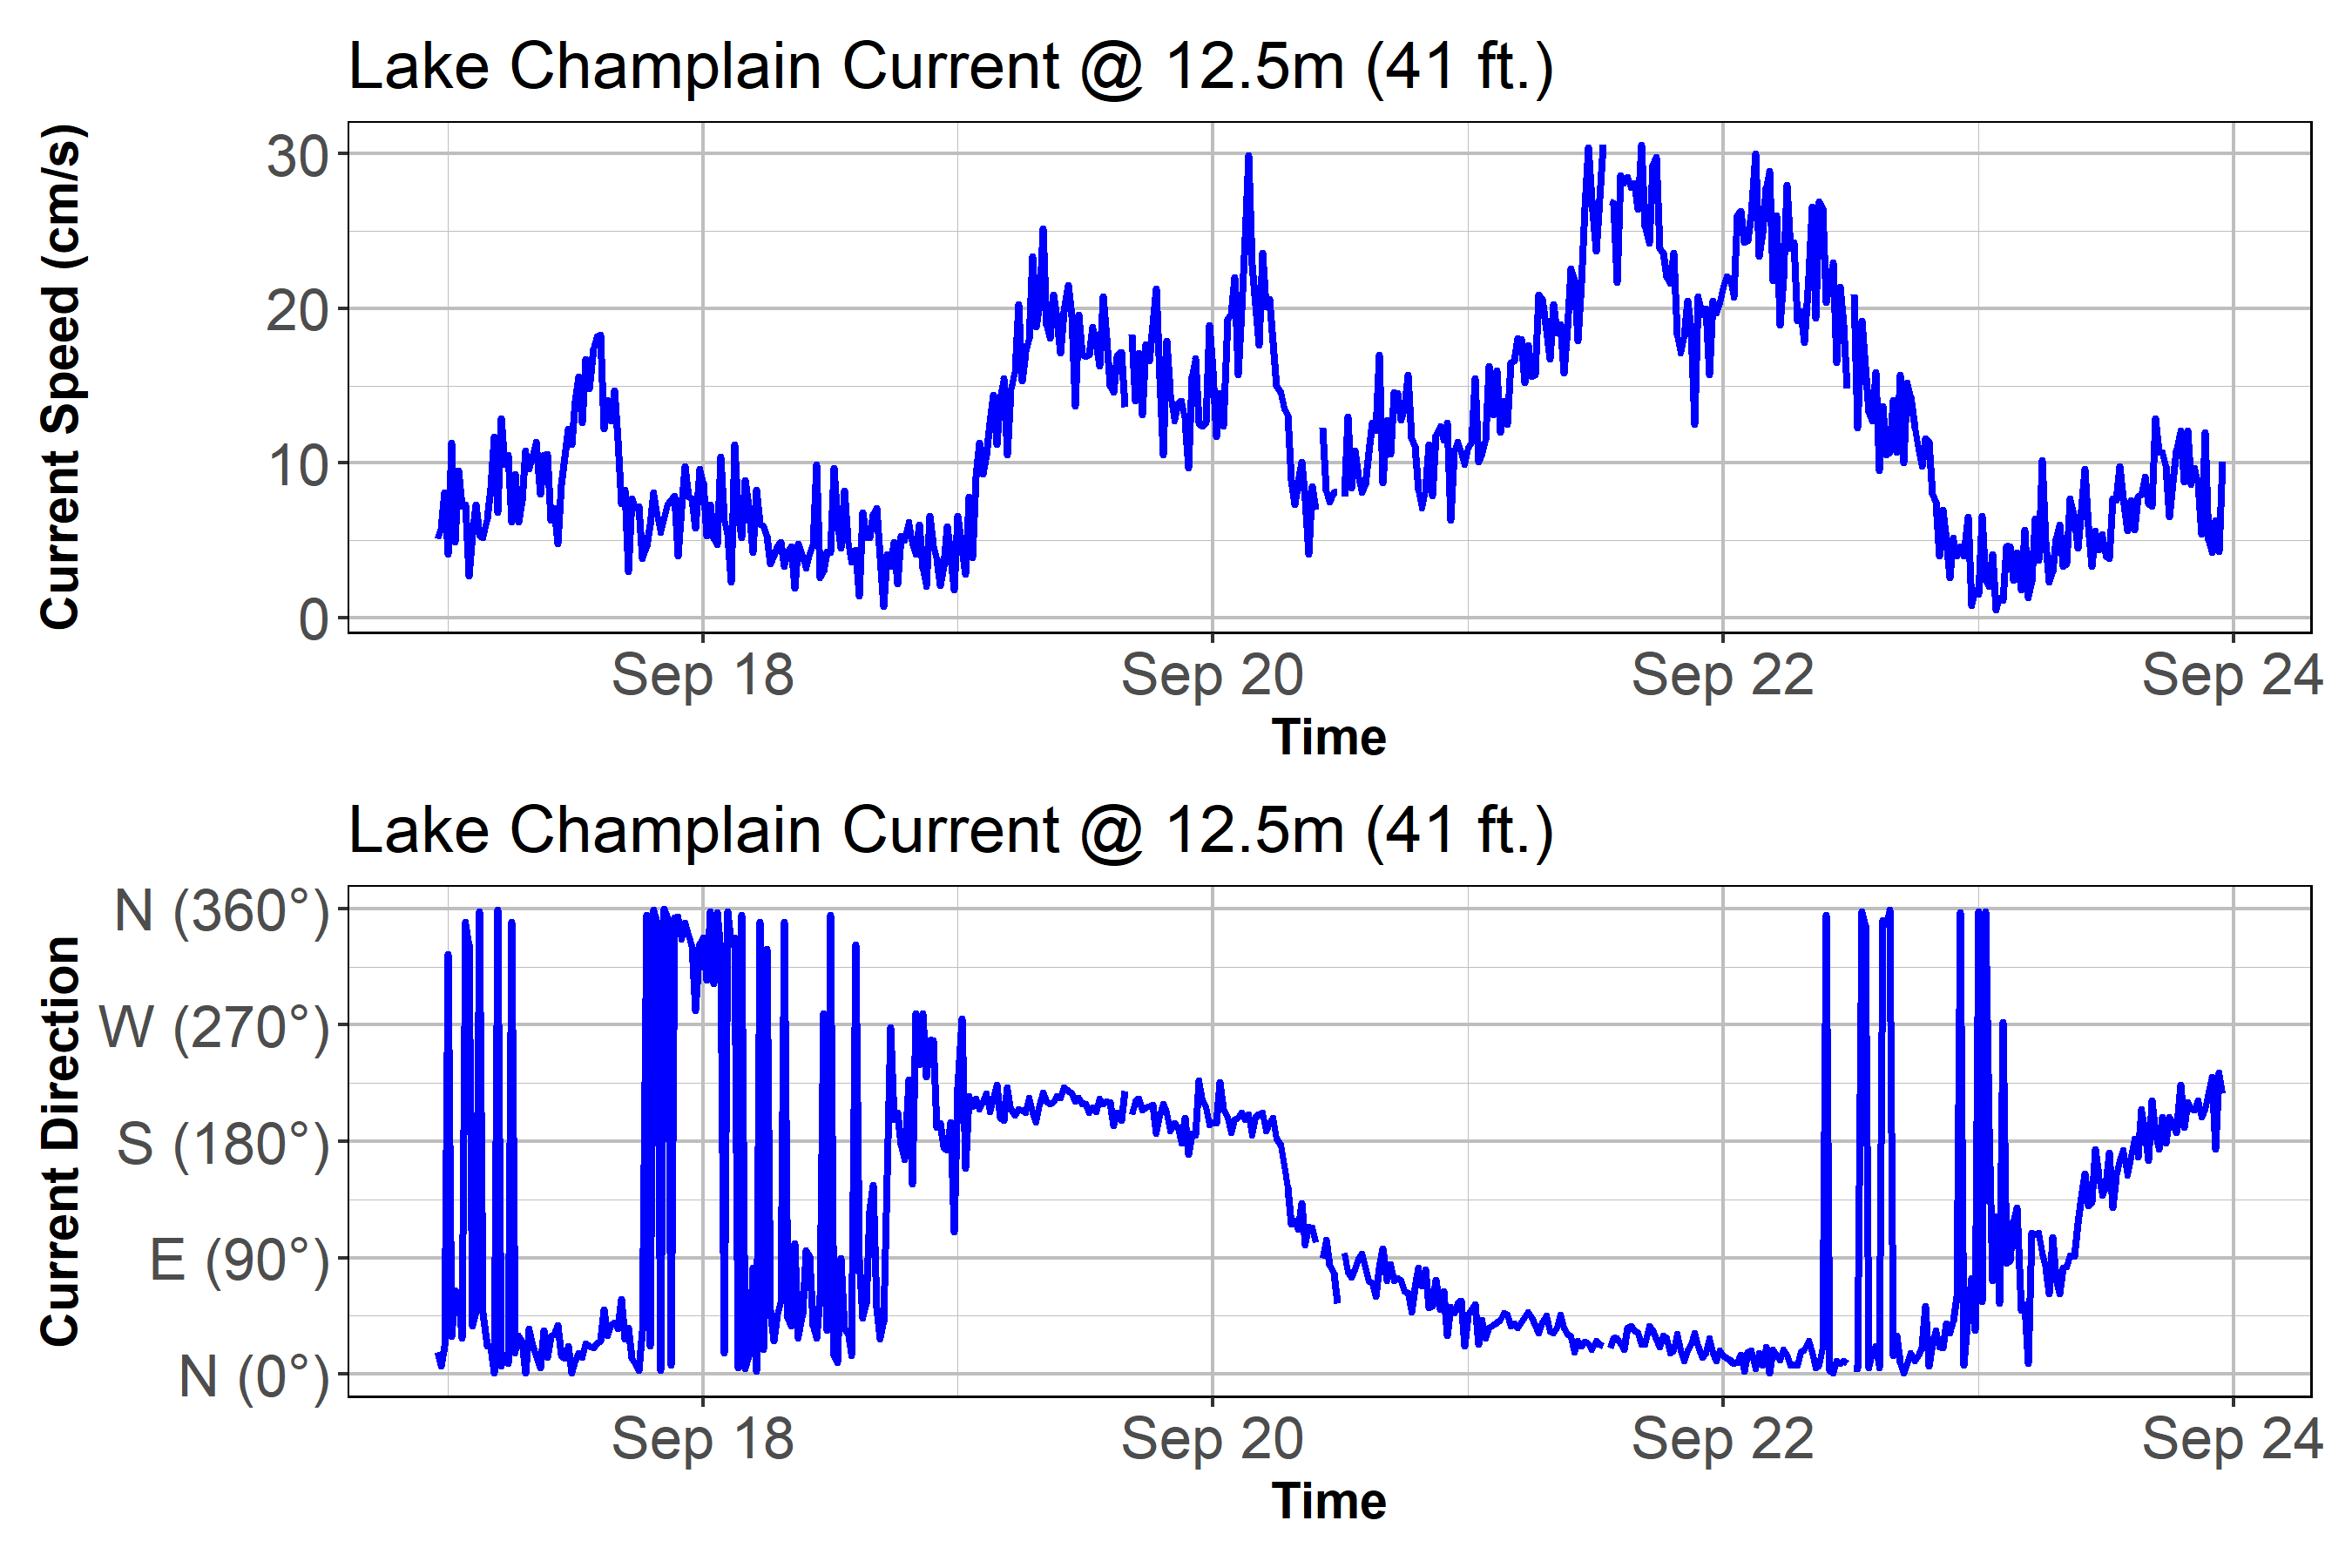 Lake Champlain Current @ 12.5m (41 ft.)
Current Speed (cm/s)
30
20
10
0
Sep 18 Sep 20 Sep 22 Sep 24
Time
Lake Champlain Current @ 12.5m (41 ft.)
Current Direction
N (360°)
W (270°)
S (180°)
E (90°)
N (0°)
Sep 18 Sep 20 Sep 22 Sep 24
Time